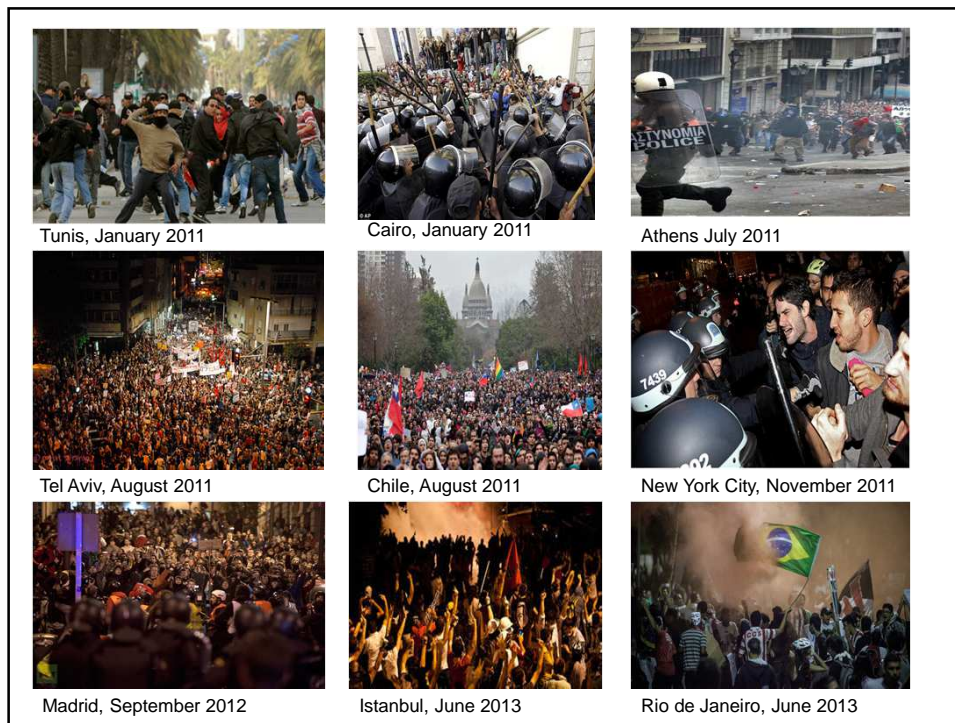 © AP
ΑΣΤΥΝΟΜΙΑ
POLICE
Tunis, January 2011
Cairo, January 2011
Athens July 2011
7439
Tel Aviv, August 2011
Chile, August 2011
New York City, November 2011
Madrid, September 2012
Istanbul, June 2013
Rio de Janeiro, June 2013